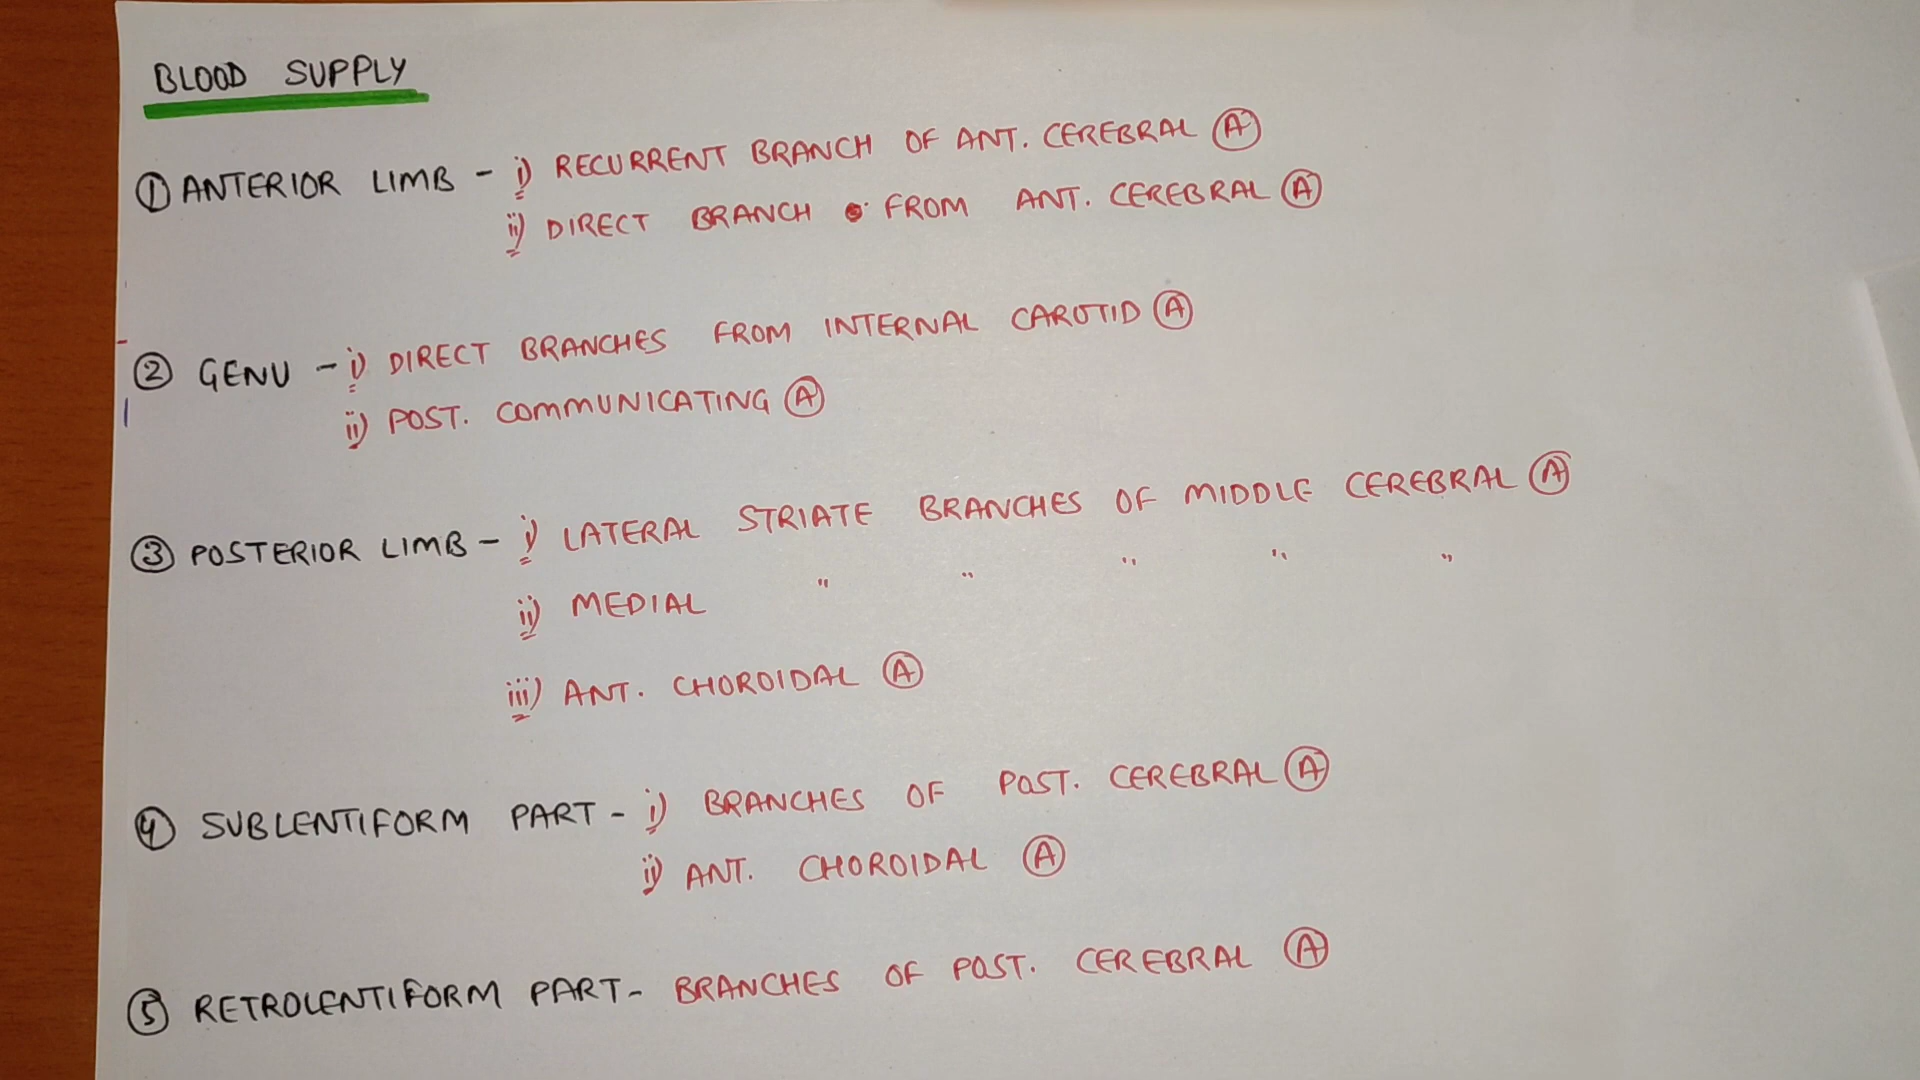 BLOOD SUPPLY
① ANTERIOR LIMB - i) RECURRENT BRANCH OF ANT. CEREBRAL Ⓐ
ii) DIRECT BRANCH FROM ANT. CEREBRAL Ⓐ
② GENU - i) DIRECT BRANCHES FROM INTERNAL CAROTID Ⓐ
ii) POST. COMMUNICATING Ⓐ
③ POSTERIOR LIMB - i) LATERAL STRIATE BRANCHES OF MIDDLE CEREBRAL Ⓐ
ii) MEDIAL " " " " "
iii) ANT. CHOROIDAL Ⓐ
④ SUBLENTIFORM PART - i) BRANCHES OF POST. CEREBRAL Ⓐ
ii) ANT. CHOROIDAL Ⓐ
⑤ RETROLENTIFORM PART - BRANCHES OF POST. CEREBRAL Ⓐ